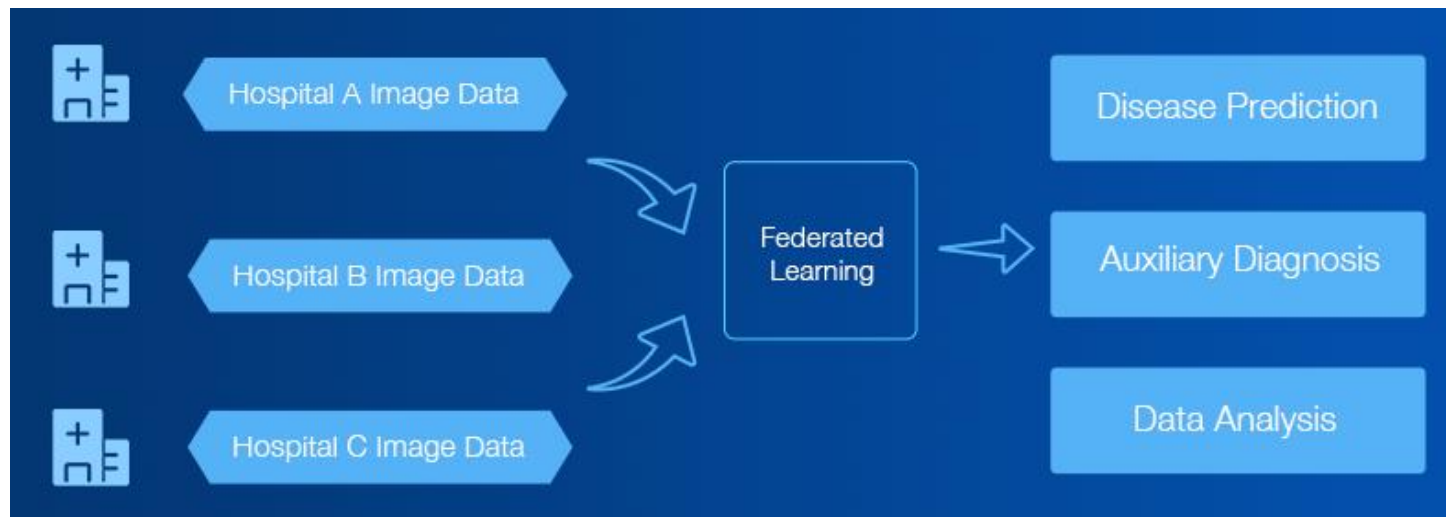 Hospital A Image Data
Hospital B Image Data
Hospital C Image Data
Federated
Learning
Disease Prediction
Auxiliary Diagnosis
Data Analysis